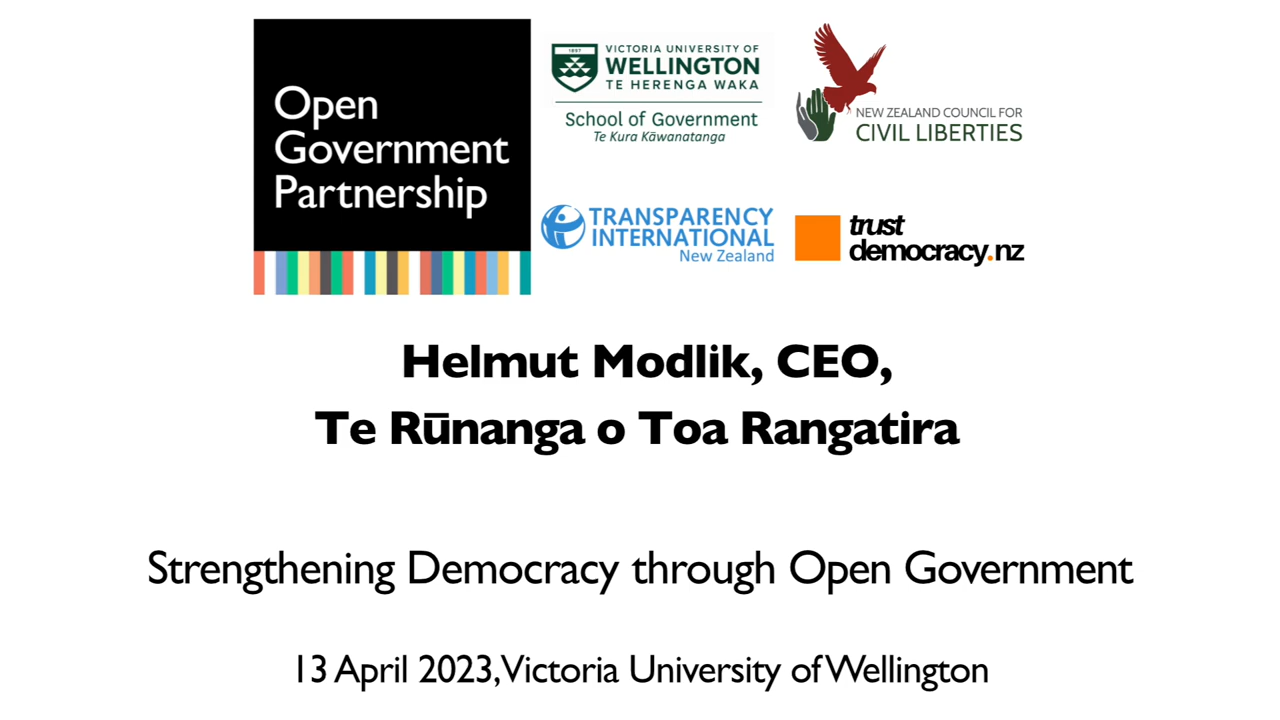 Open
Government
Partnership
1897
VICTORIA UNIVERSITY OF
WELLINGTON
TE HERENGA WAKA
School of Government
Te Kura Kāwanatanga
NEW ZEALAND COUNCIL FOR
CIVIL LIBERTIES
TRANSPARENCY
INTERNATIONAL
New Zealand
trust
democracy.nz
Helmut Modlik, CEO,
Te Rūnanga o Toa Rangatira
Strengthening Democracy through Open Government
13 April 2023, Victoria University of Wellington